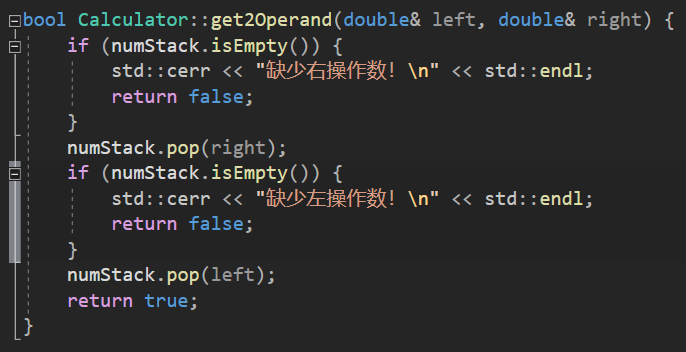 bool Calculator::get2Operand(double& left, double& right) {
if (numStack.isEmpty()) {
std::cerr << "缺少右操作数！\n" << std::endl;
return false;
}
numStack.pop(right);
if (numStack.isEmpty()) {
std::cerr << "缺少左操作数！\n" << std::endl;
return false;
}
numStack.pop(left);
return true;
}